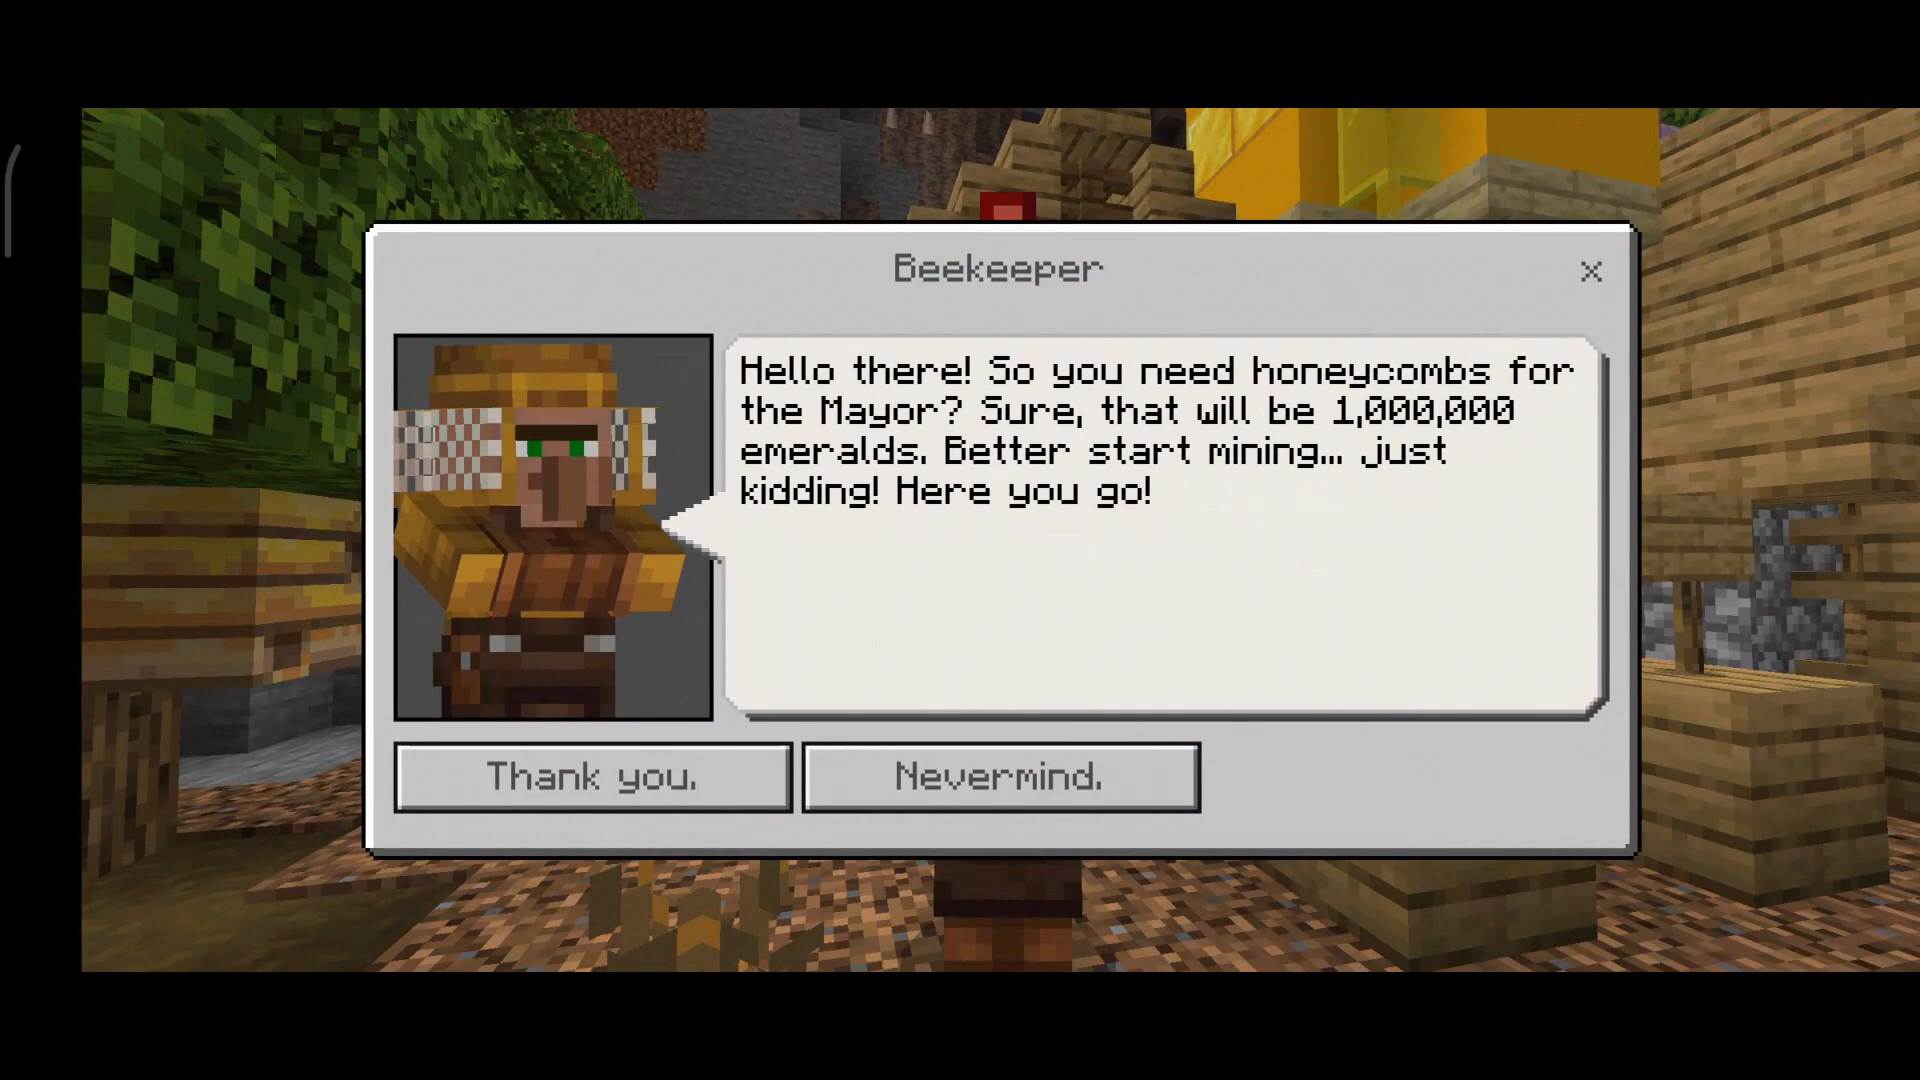 Beekeeper
Hello there! So you need honeycombs for
the Mayor? Sure, that will be 1,000,000
emeralds. Better start mining... just
kidding! Here you go!
Thank you.
Nevermind.